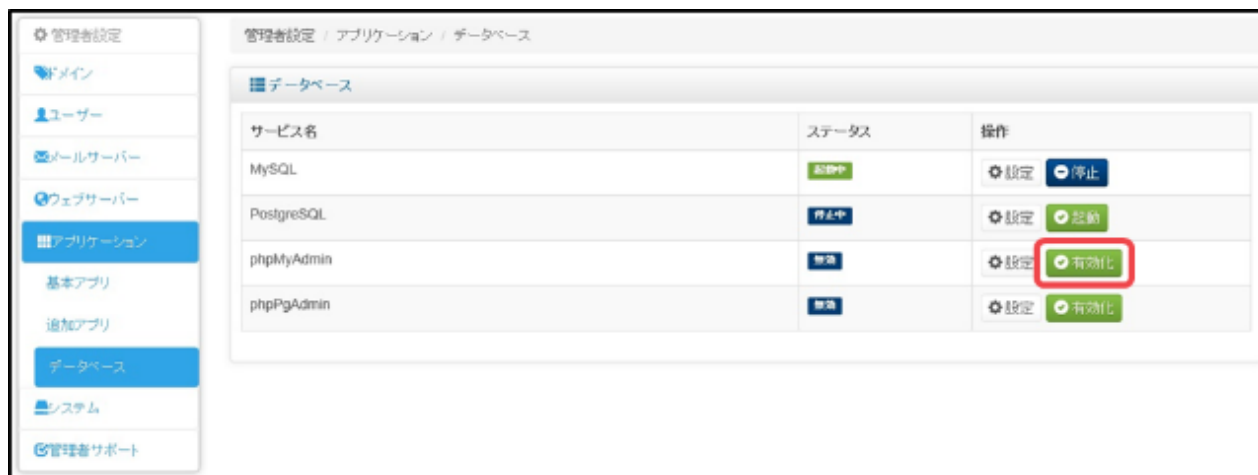 管理者設定
ドメイン
ユーザー
メールサーバー
ウェブサーバー
アプリケーション
基本アプリ
追加アプリ
データベース
システム
管理者サポート
管理者設定 / アプリケーション / データベース
データベース
サービス名 ステータス 操作
MySQL 起動中 設定 停止
PostgreSQL 停止中 設定 起動
phpMyAdmin 無効 設定 有効化
phpPgAdmin 無効 設定 有効化